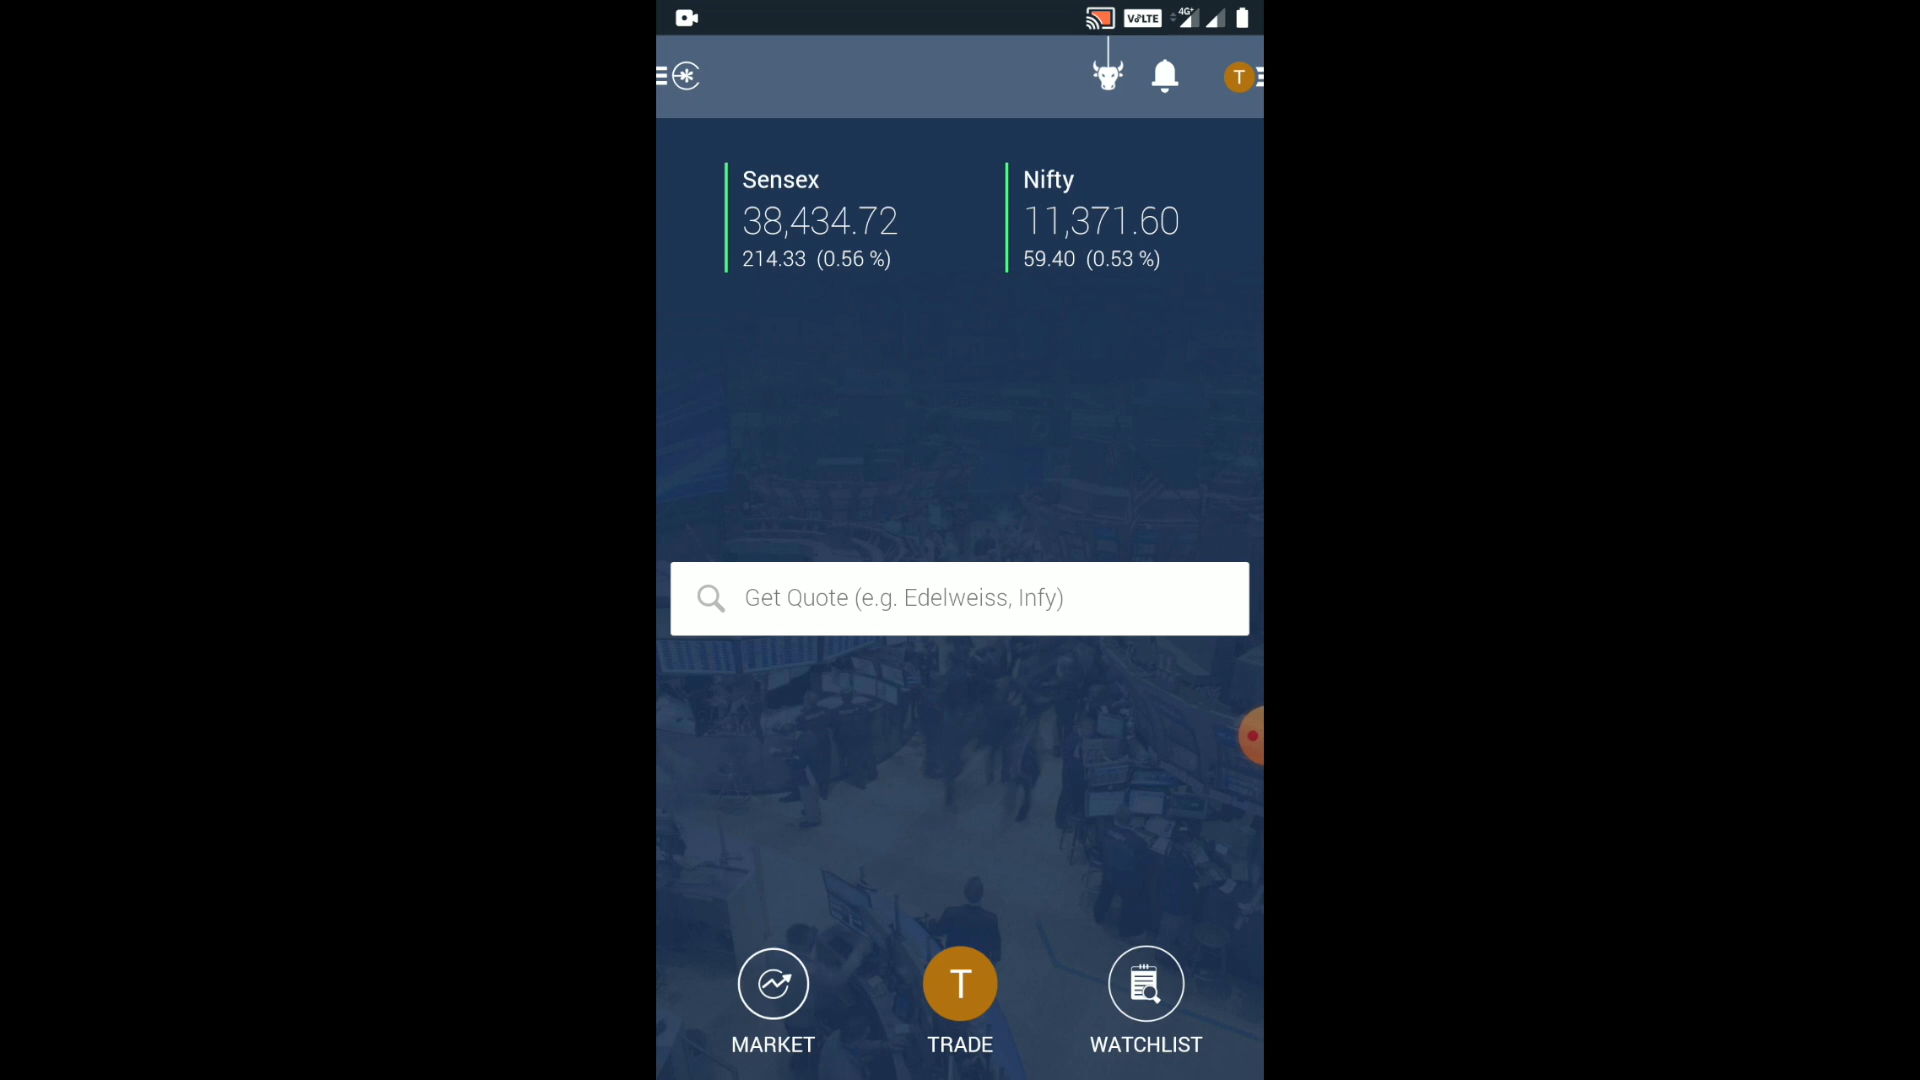 VoLTE 4G+
T
Sensex
38,434.72
214.33 (0.56 %)
Nifty
11,371.60
59.40 (0.53 %)
Get Quote (e.g. Edelweiss, Infy)
T
MARKET
TRADE
WATCHLIST